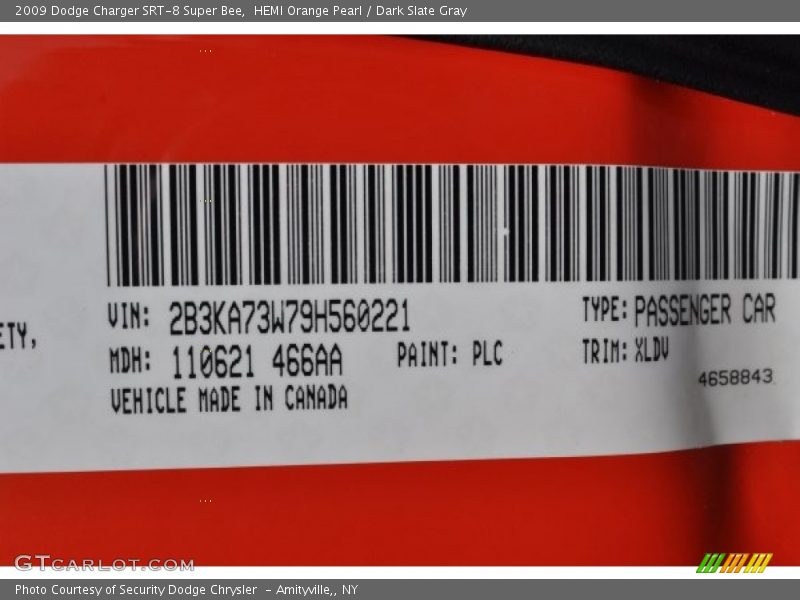 2009 Dodge Charger SRT-8 Super Bee,  HEMI Orange Pearl / Dark Slate Gray
ETY,
VIN: 2B3KA73W79H560221 TYPE: PASSENGER CAR
MDH: 110621 466AA PAINT: PLC TRIM: XLDV
4658843
VEHICLE MADE IN CANADA
GTCARLOT.COM
Photo Courtesy of Security Dodge Chrysler  - Amityville,, NY